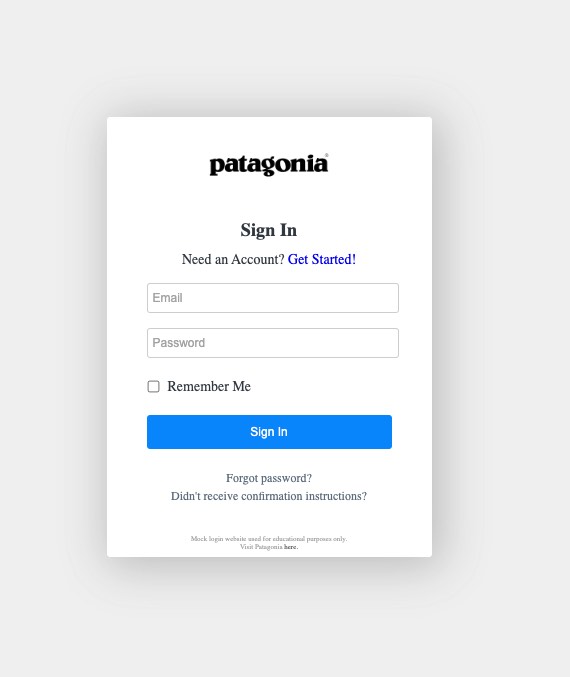 patagonia®
Sign In
Need an Account? Get Started!
Email
Password
Remember Me
Sign In
Forgot password?
Didn't receive confirmation instructions?
Mock login website used for educational purposes only.
Visit Patagonia here.